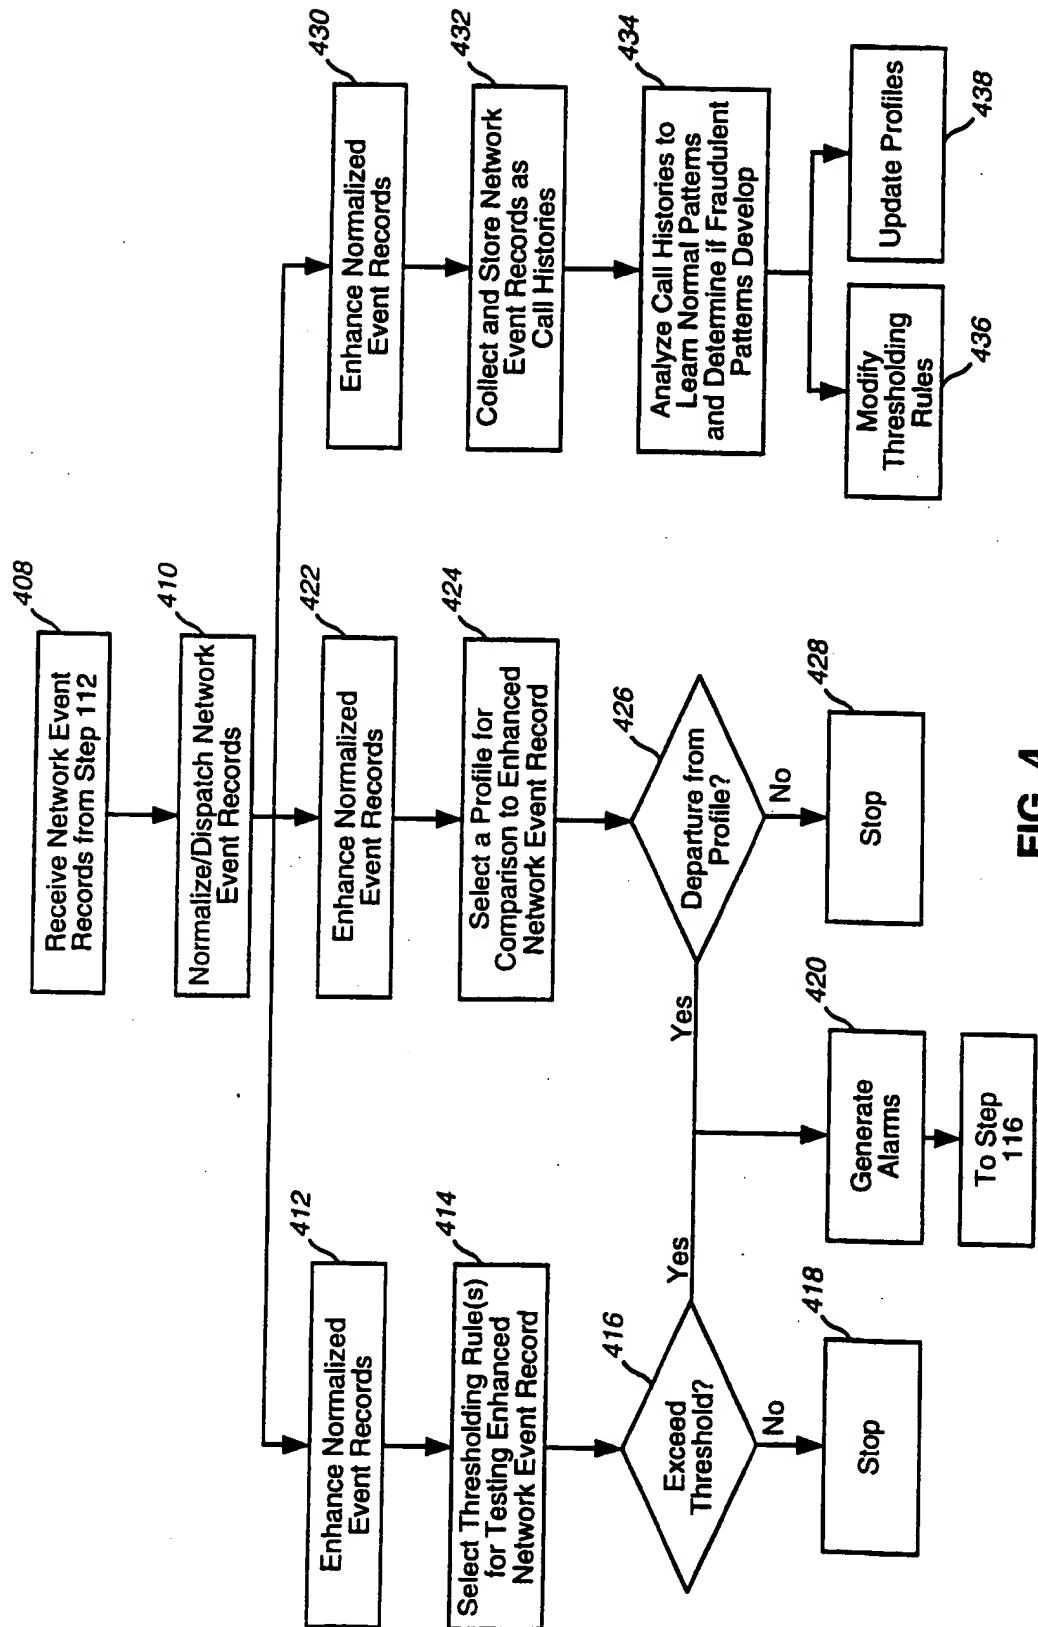 408
Receive Network Event
Records from Step 112
410
Normalize/Dispatch Network
Event Records
412
Enhance Normalized
Event Records
414
Select Thresholding Rule(s)
for Testing Enhanced
Network Event Record
416
Exceed
Threshold?
Yes
No
418
Stop
422
Enhance Normalized
Event Records
424
Select a Profile for
Comparison to Enhanced
Network Event Record
426
Departure from
Profile?
Yes
No
428
Stop
420
Generate
Alarms
To Step
116
430
Enhance Normalized
Event Records
432
Collect and Store Network
Event Records as
Call Histories
434
Analyze Call Histories to
Learn Normal Patterns
and Determine if Fraudulent
Patterns Develop
Modify
Thresholding
Rules
436
Update Profiles
438
FIG. 4